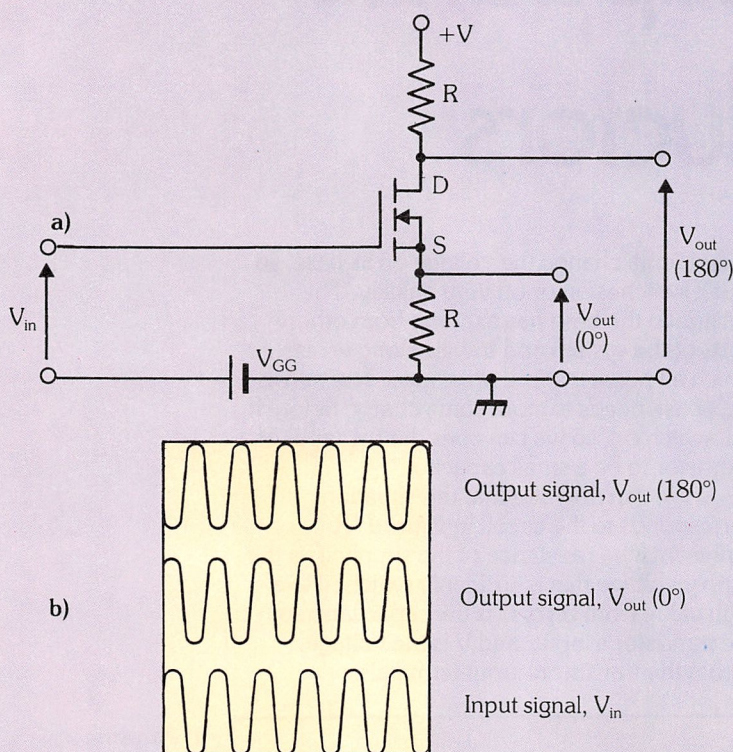 +V
R
D
a)
S
V_out
(180°)
V_in
V_out
(0°)
R
V_GG
Output signal, V_out (180°)
b)
Output signal, V_out (0°)
Input signal, V_in